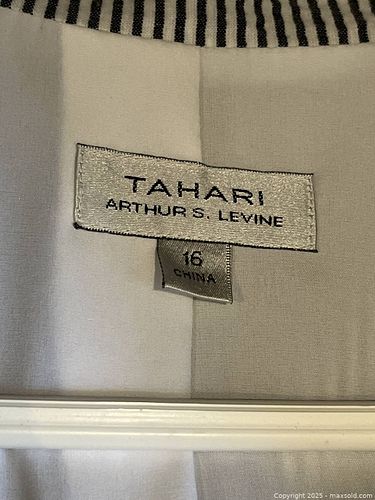 TAHARI
ARTHUR S. LEVINE
16
CHINA
Copyright 2025 - maxsold.com